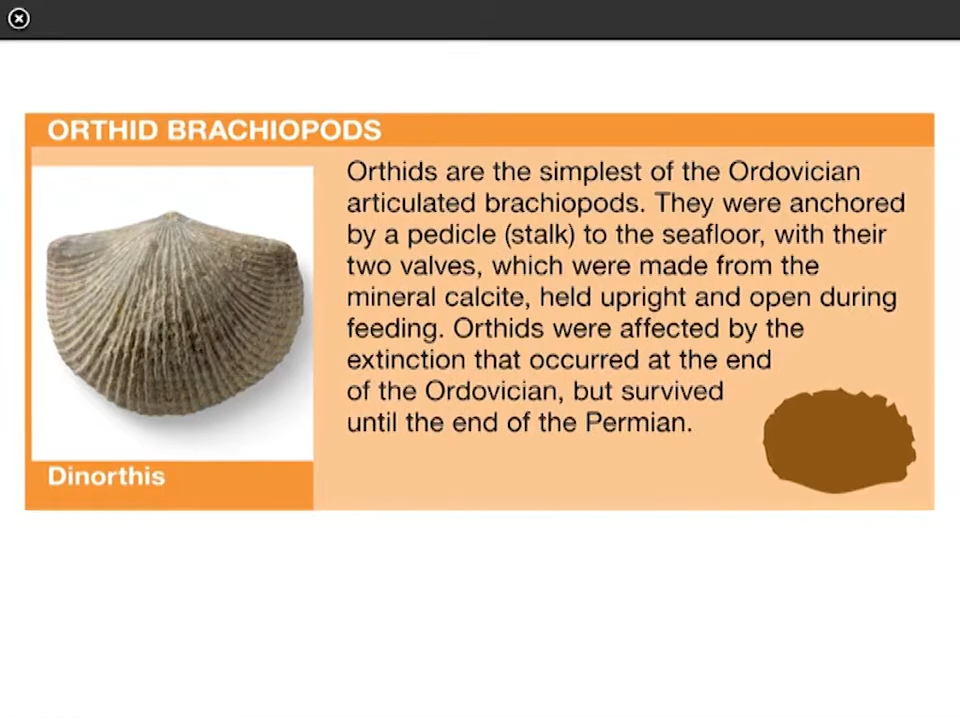 ORTHID BRACHIOPODS
Orthids are the simplest of the Ordovician
articulated brachiopods. They were anchored
by a pedicle (stalk) to the seafloor, with their
two valves, which were made from the
mineral calcite, held upright and open during
feeding. Orthids were affected by the
extinction that occurred at the end
of the Ordovician, but survived
until the end of the Permian.
Dinorthis